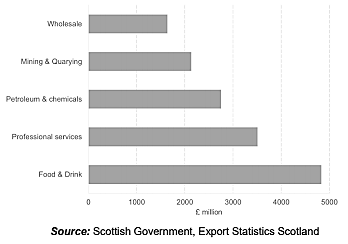 Wholesale
Mining & Quarying
Petroleum & chemicals
Professional services
Food & Drink
0 1000 2000 3000 4000 5000
£ million
Source: Scottish Government, Export Statistics Scotland